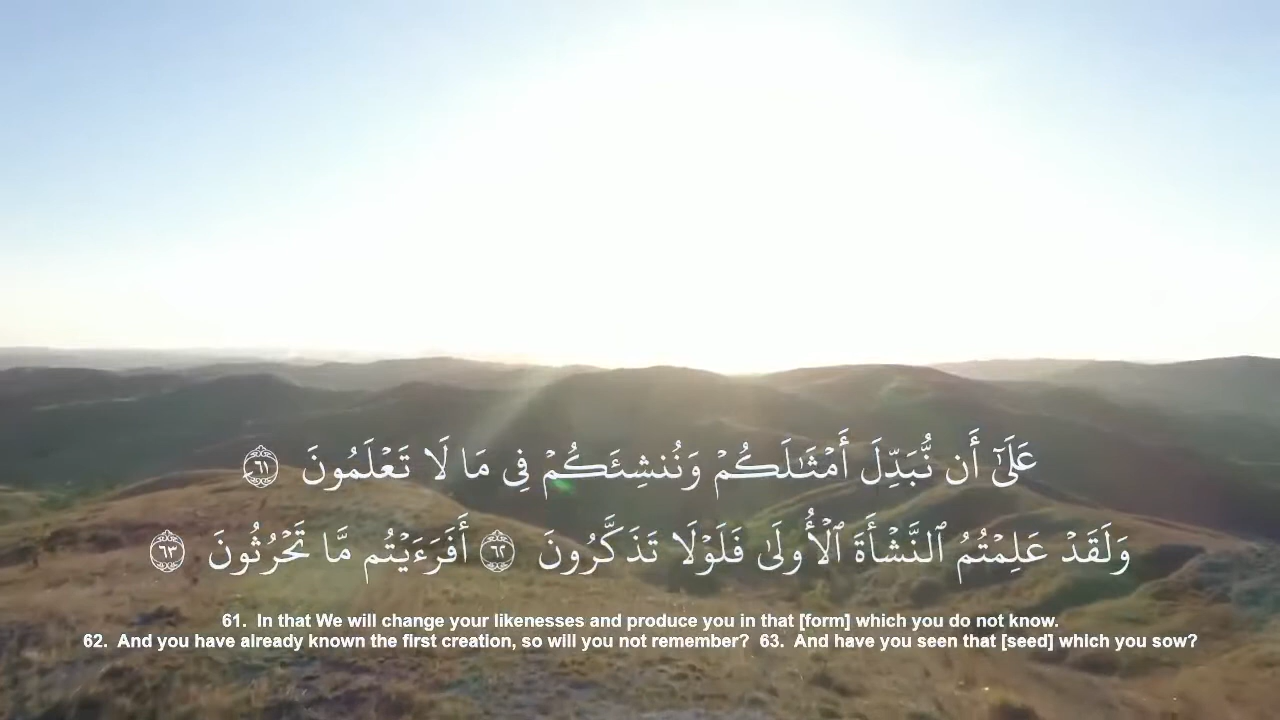 عَلَىٰٓ أَن نُّبَدِّلَ أَمْثَٰلَكُمْ وَنُنشِئَكُمْ فِى مَا لَا تَعْلَمُونَ ٦١
وَلَقَدْ عَلِمْتُمُ ٱلنَّشْأَةَ ٱلْأُولَىٰ فَلَوْلَا تَذَكَّرُونَ ٦٢ أَفَرَءَيْتُم مَّا تَحْرُثُونَ ٦٣
61.  In that We will change your likenesses and produce you in that [form] which you do not know.
62.  And you have already known the first creation, so will you not remember?  63.  And have you seen that [seed] which you sow?